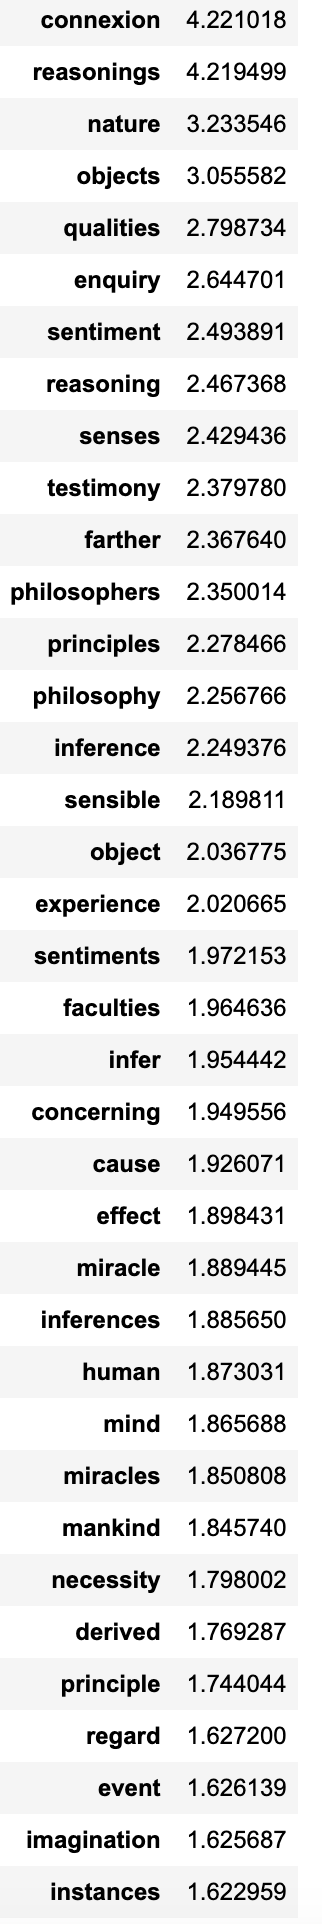 connexion 4.221018
reasonings 4.219499
nature 3.233546
objects 3.055582
qualities 2.798734
enquiry 2.644701
sentiment 2.493891
reasoning 2.467368
senses 2.429436
testimony 2.379780
farther 2.367640
philosophers 2.350014
principles 2.278466
philosophy 2.256766
inference 2.249376
sensible 2.189811
object 2.036775
experience 2.020665
sentiments 1.972153
faculties 1.964636
infer 1.954442
concerning 1.949556
cause 1.926071
effect 1.898431
miracle 1.889445
inferences 1.885650
human 1.873031
mind 1.865688
miracles 1.850808
mankind 1.845740
necessity 1.798002
derived 1.769287
principle 1.744044
regard 1.627200
event 1.626139
imagination 1.625687
instances 1.622959